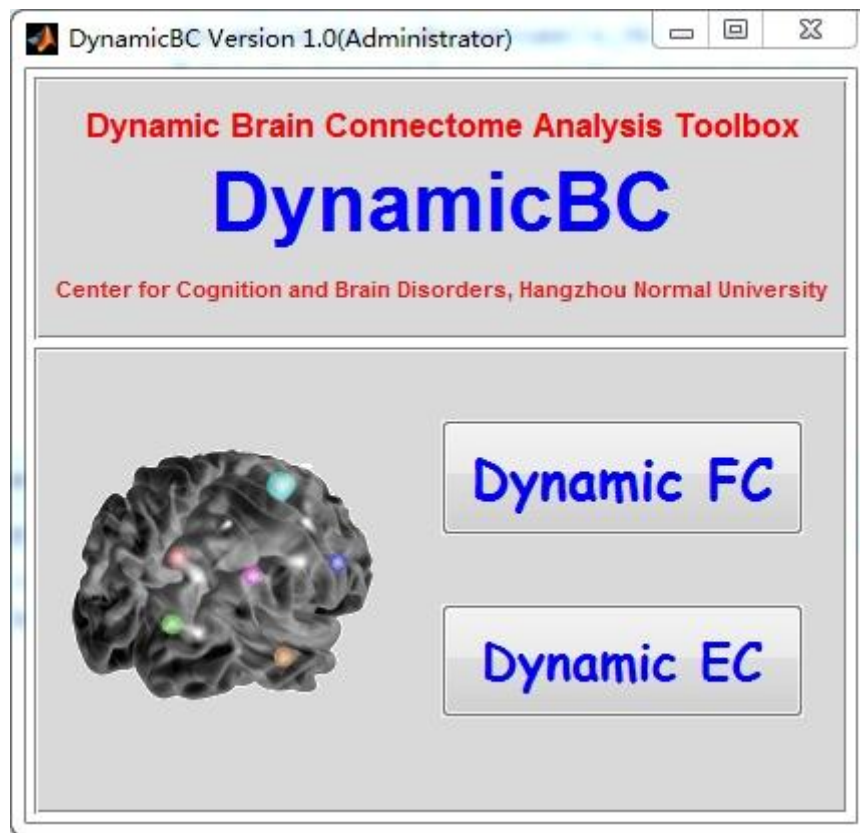 DynamicBC Version 1.0(Administrator)
Dynamic Brain Connectome Analysis Toolbox
DynamicBC
Center for Cognition and Brain Disorders, Hangzhou Normal University
Dynamic FC
Dynamic EC